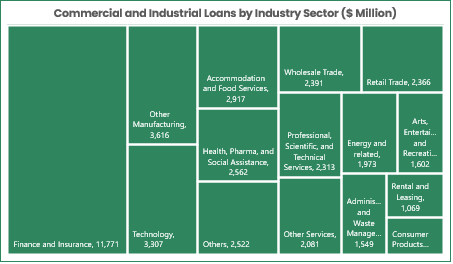 Commercial and Industrial Loans by Industry Sector ($ Million)
Finance and Insurance, 11,771
Other
Manufacturing,
3,616
Technology,
3,307
Accommodation
and Food Services,
2,917
Health, Pharma, and
Social Assistance,
2,562
Others, 2,522
Wholesale Trade,
2,391
Retail Trade, 2,366
Professional,
Scientific, and
Technical
Services, 2,313
Other Services,
2,081
Energy and
related,
1,973
Arts,
Entertai...
and
Recreati...
1,602
Adminis...
and
Waste
Manage...
1,549
Rental and
Leasing,
1,069
Consumer
Products...